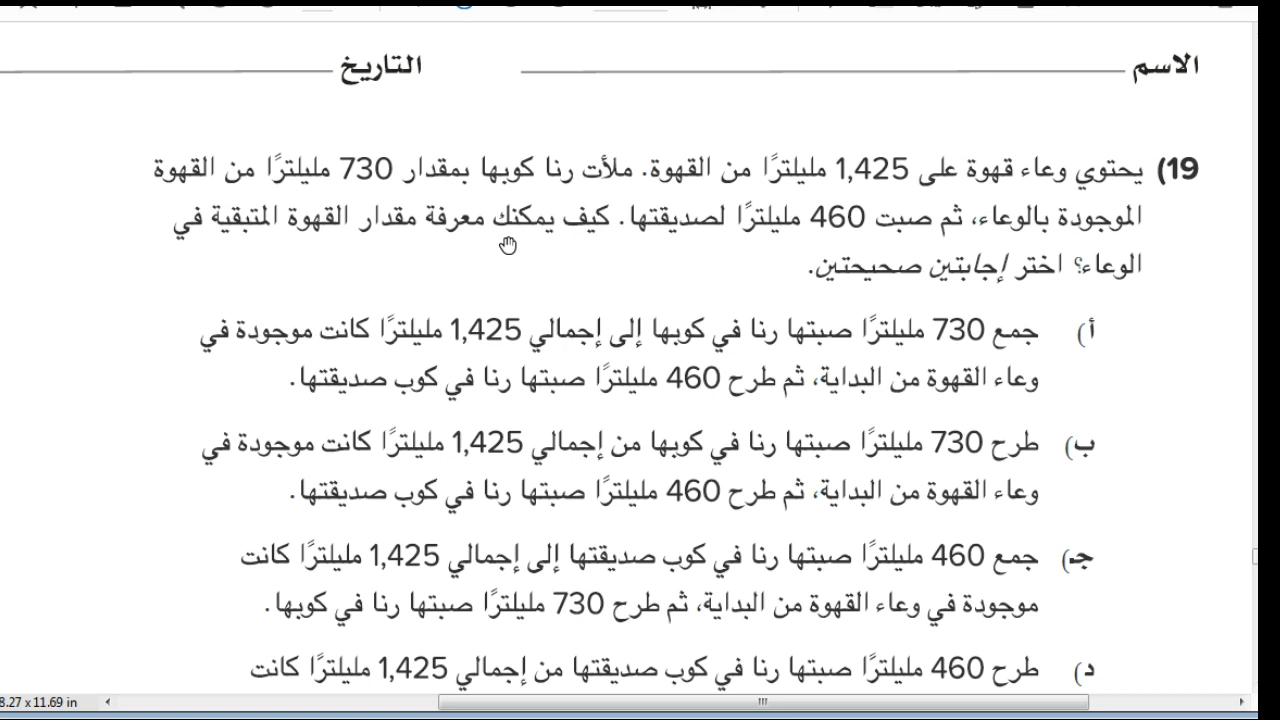 الاسم ــــــــــ التاريخ ــــــــــ
19) يحتوي وعاء قهوة على 1,425 مليلترًا من القهوة. ملأت رنا كوبها بمقدار 730 مليلترًا من القهوة
الموجودة بالوعاء، ثم صبت 460 مليلترًا لصديقتها. كيف يمكنك معرفة مقدار القهوة المتبقية في
الوعاء؟ اختر إجابتين صحيحتين.
أ) جمع 730 مليلترًا صبتها رنا في كوبها إلى إجمالي 1,425 مليلترًا كانت موجودة في
وعاء القهوة من البداية، ثم طرح 460 مليلترًا صبتها رنا في كوب صديقتها.
ب) طرح 730 مليلترًا صبتها رنا في كوبها من إجمالي 1,425 مليلترًا كانت موجودة في
وعاء القهوة من البداية، ثم طرح 460 مليلترًا صبتها رنا في كوب صديقتها.
جـ) جمع 460 مليلترًا صبتها رنا في كوب صديقتها إلى إجمالي 1,425 مليلترًا كانت
موجودة في وعاء القهوة من البداية، ثم طرح 730 مليلترًا صبتها رنا في كوبها.
د) طرح 460 مليلترًا صبتها رنا في كوب صديقتها من إجمالي 1,425 مليلترًا كانت
8.27 x 11.69 in